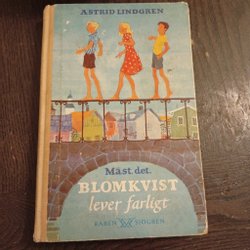 ASTRID LINDGREN
Mäst. det.
BLOMKVIST
lever farligt
RABÉN SJÖGREN